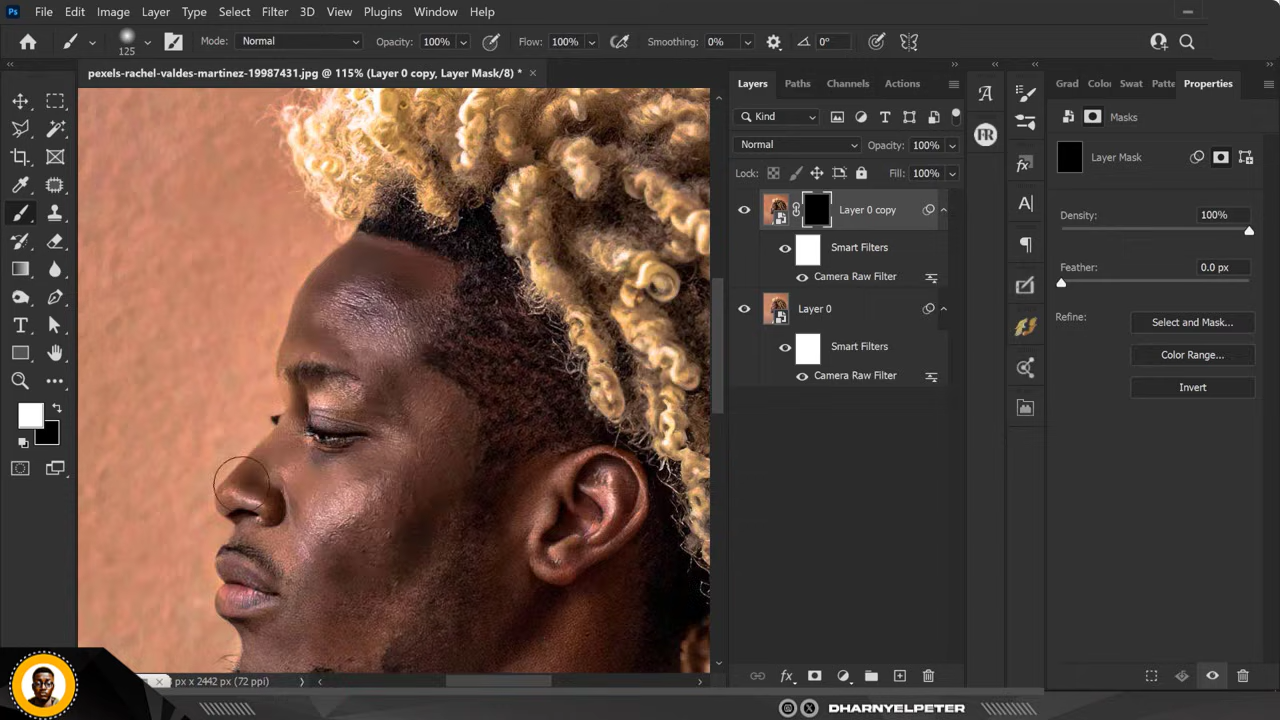 Ps File Edit Image Layer Type Select Filter 3D View Plugins Window Help
125 Mode: Normal Opacity: 100% Flow: 100% Smoothing: 0% 0°
pexels-rachel-valdes-martinez-19987431.jpg @ 115% (Layer 0 copy, Layer Mask/8) *
Layers Paths Channels Actions
Grad Color Swat Patte Properties
Kind
Masks
Normal Opacity: 100%
Layer Mask
Lock: Fill: 100%
Layer 0 copy
Density: 100%
Smart Filters
Feather: 0.0 px
Camera Raw Filter
Layer 0
Refine: Select and Mask...
Smart Filters
Color Range...
Camera Raw Filter
Invert
px x 2442 px (72 ppi)
DHARNYELPETER